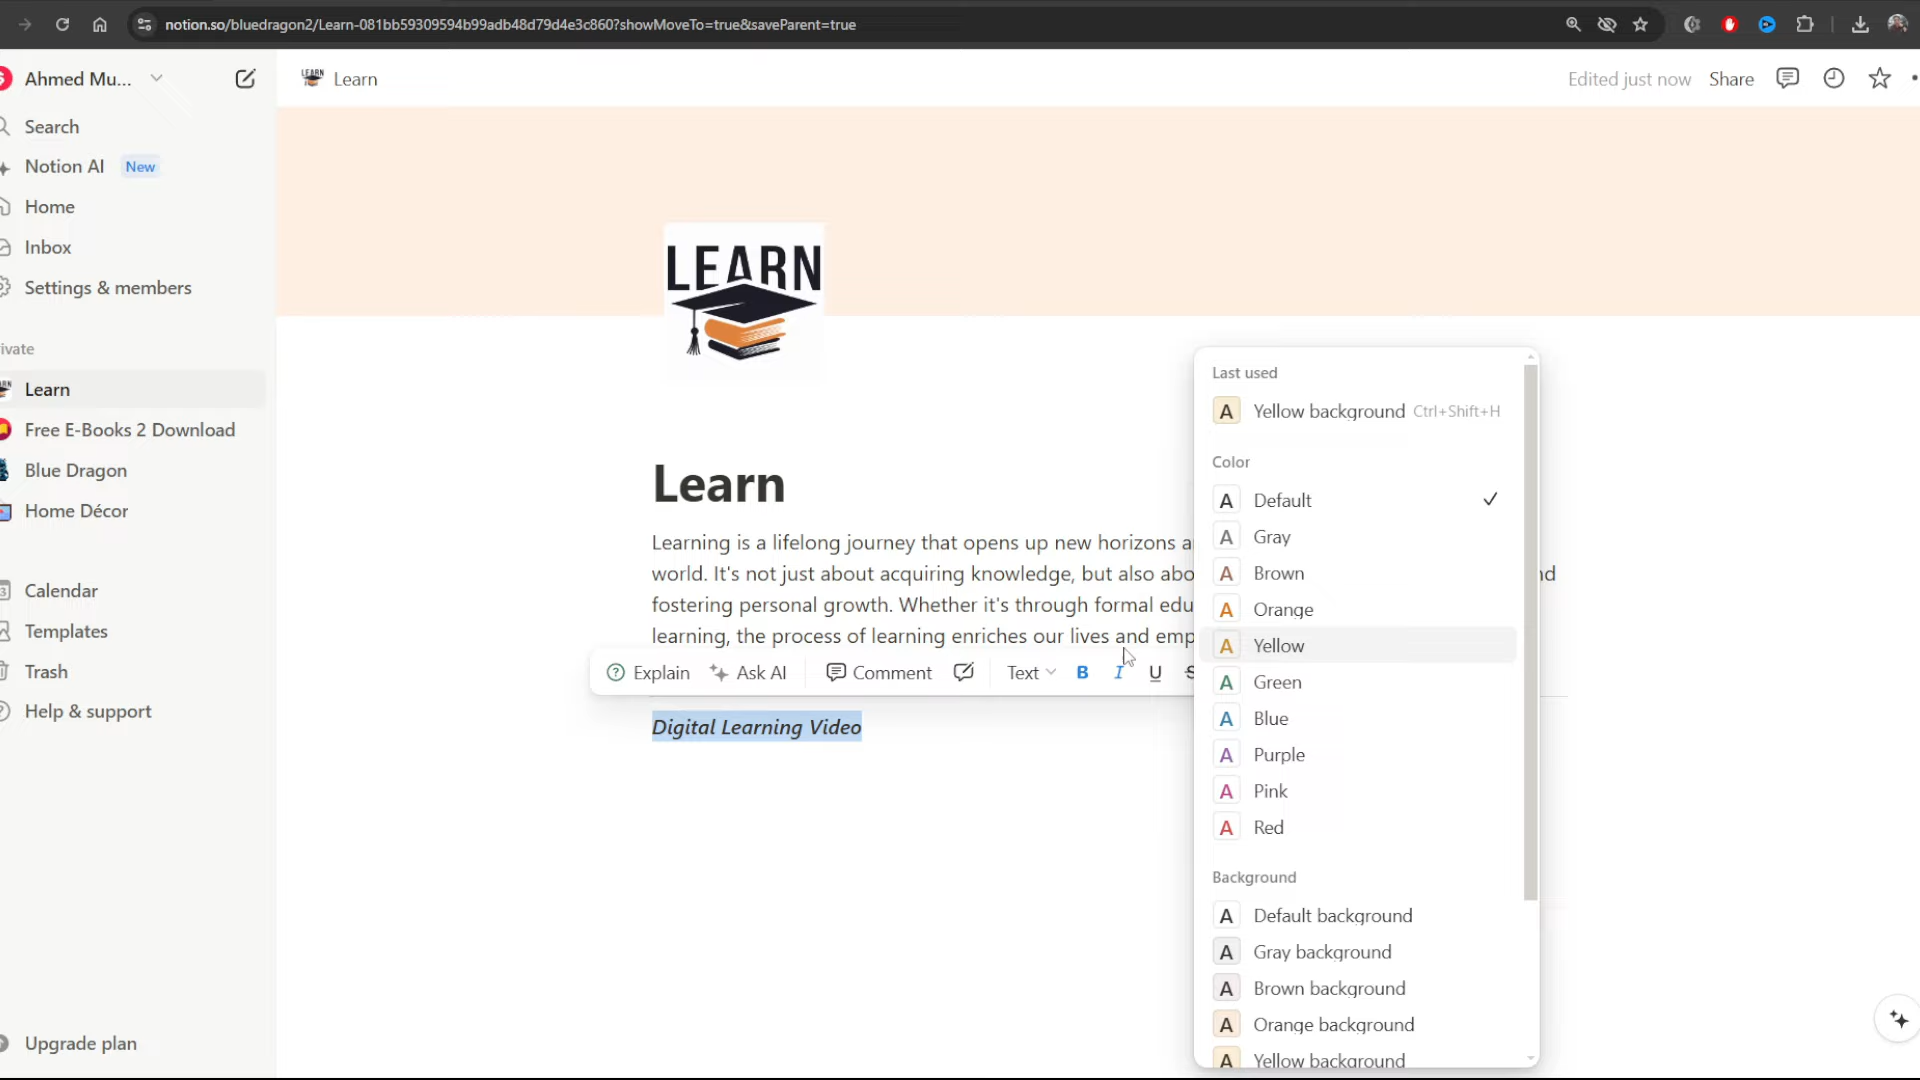 notion.so/bluedragon2/Learn-081bb59309594b99adb48d79d4e3c860?showMoveTo=true&saveParent=true
Ahmed Mu...
Learn
Edited just now
Share
Search
Notion AI New
Home
Inbox
Settings & members
ivate
Learn
Free E-Books 2 Download
Blue Dragon
Home Décor
Calendar
Templates
Trash
Help & support
Upgrade plan
LEARN
Learn
Learning is a lifelong journey that opens up new horizons a
world. It's not just about acquiring knowledge, but also abo nd
fostering personal growth. Whether it's through formal edu
learning, the process of learning enriches our lives and emp
Explain Ask AI Comment Text B I U S
Digital Learning Video
Last used
A Yellow background Ctrl+Shift+H
Color
A Default
A Gray
A Brown
A Orange
A Yellow
A Green
A Blue
A Purple
A Pink
A Red
Background
A Default background
A Gray background
A Brown background
A Orange background
A Yellow background